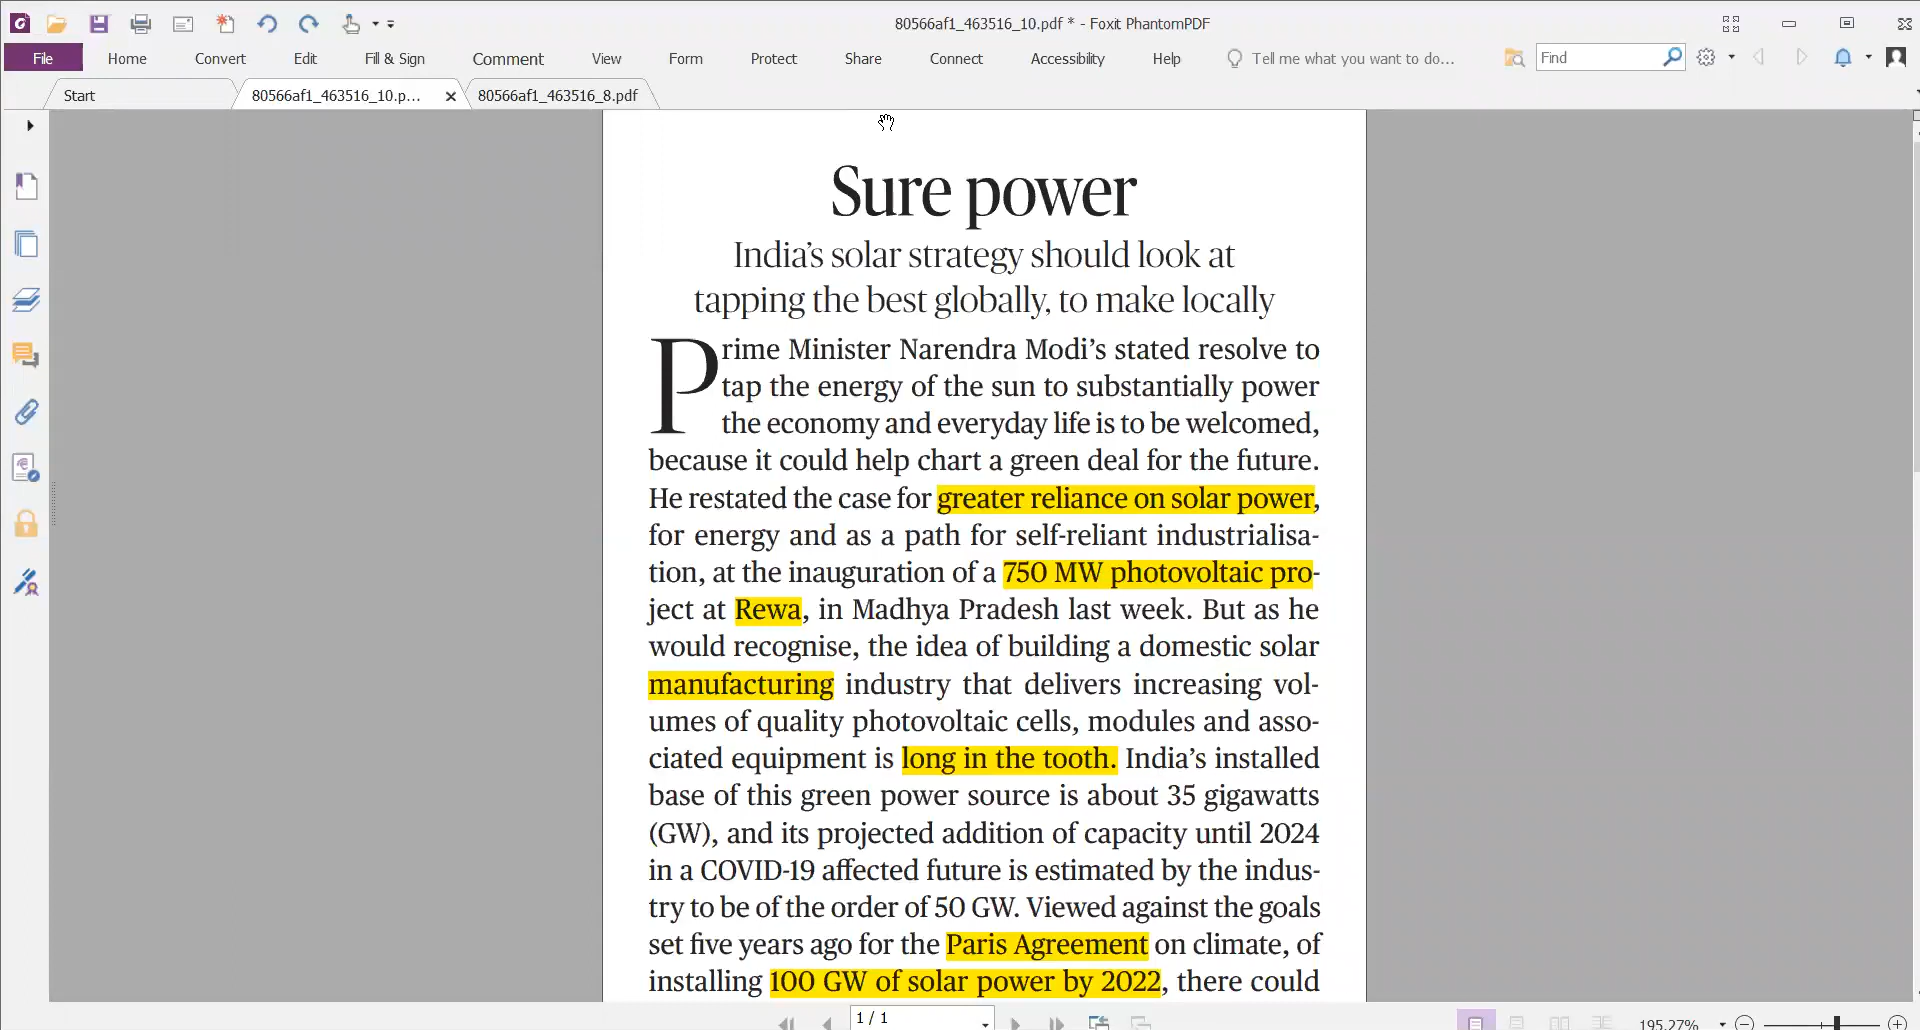 80566af1_463516_10.pdf * - Foxit PhantomPDF
File Home Convert Edit Fill & Sign Comment View Form Protect Share Connect Accessibility Help Tell me what you want to do... Find
Start 80566af1_463516_10.p... 80566af1_463516_8.pdf
Sure power
India's solar strategy should look at
tapping the best globally, to make locally
Prime Minister Narendra Modi's stated resolve to
tap the energy of the sun to substantially power
the economy and everyday life is to be welcomed,
because it could help chart a green deal for the future.
He restated the case for greater reliance on solar power,
for energy and as a path for self-reliant industrialisa-
tion, at the inauguration of a 750 MW photovoltaic pro-
ject at Rewa, in Madhya Pradesh last week. But as he
would recognise, the idea of building a domestic solar
manufacturing industry that delivers increasing vol-
umes of quality photovoltaic cells, modules and asso-
ciated equipment is long in the tooth. India's installed
base of this green power source is about 35 gigawatts
(GW), and its projected addition of capacity until 2024
in a COVID-19 affected future is estimated by the indus-
try to be of the order of 50 GW. Viewed against the goals
set five years ago for the Paris Agreement on climate, of
installing 100 GW of solar power by 2022, there could
1 / 1 195.27%